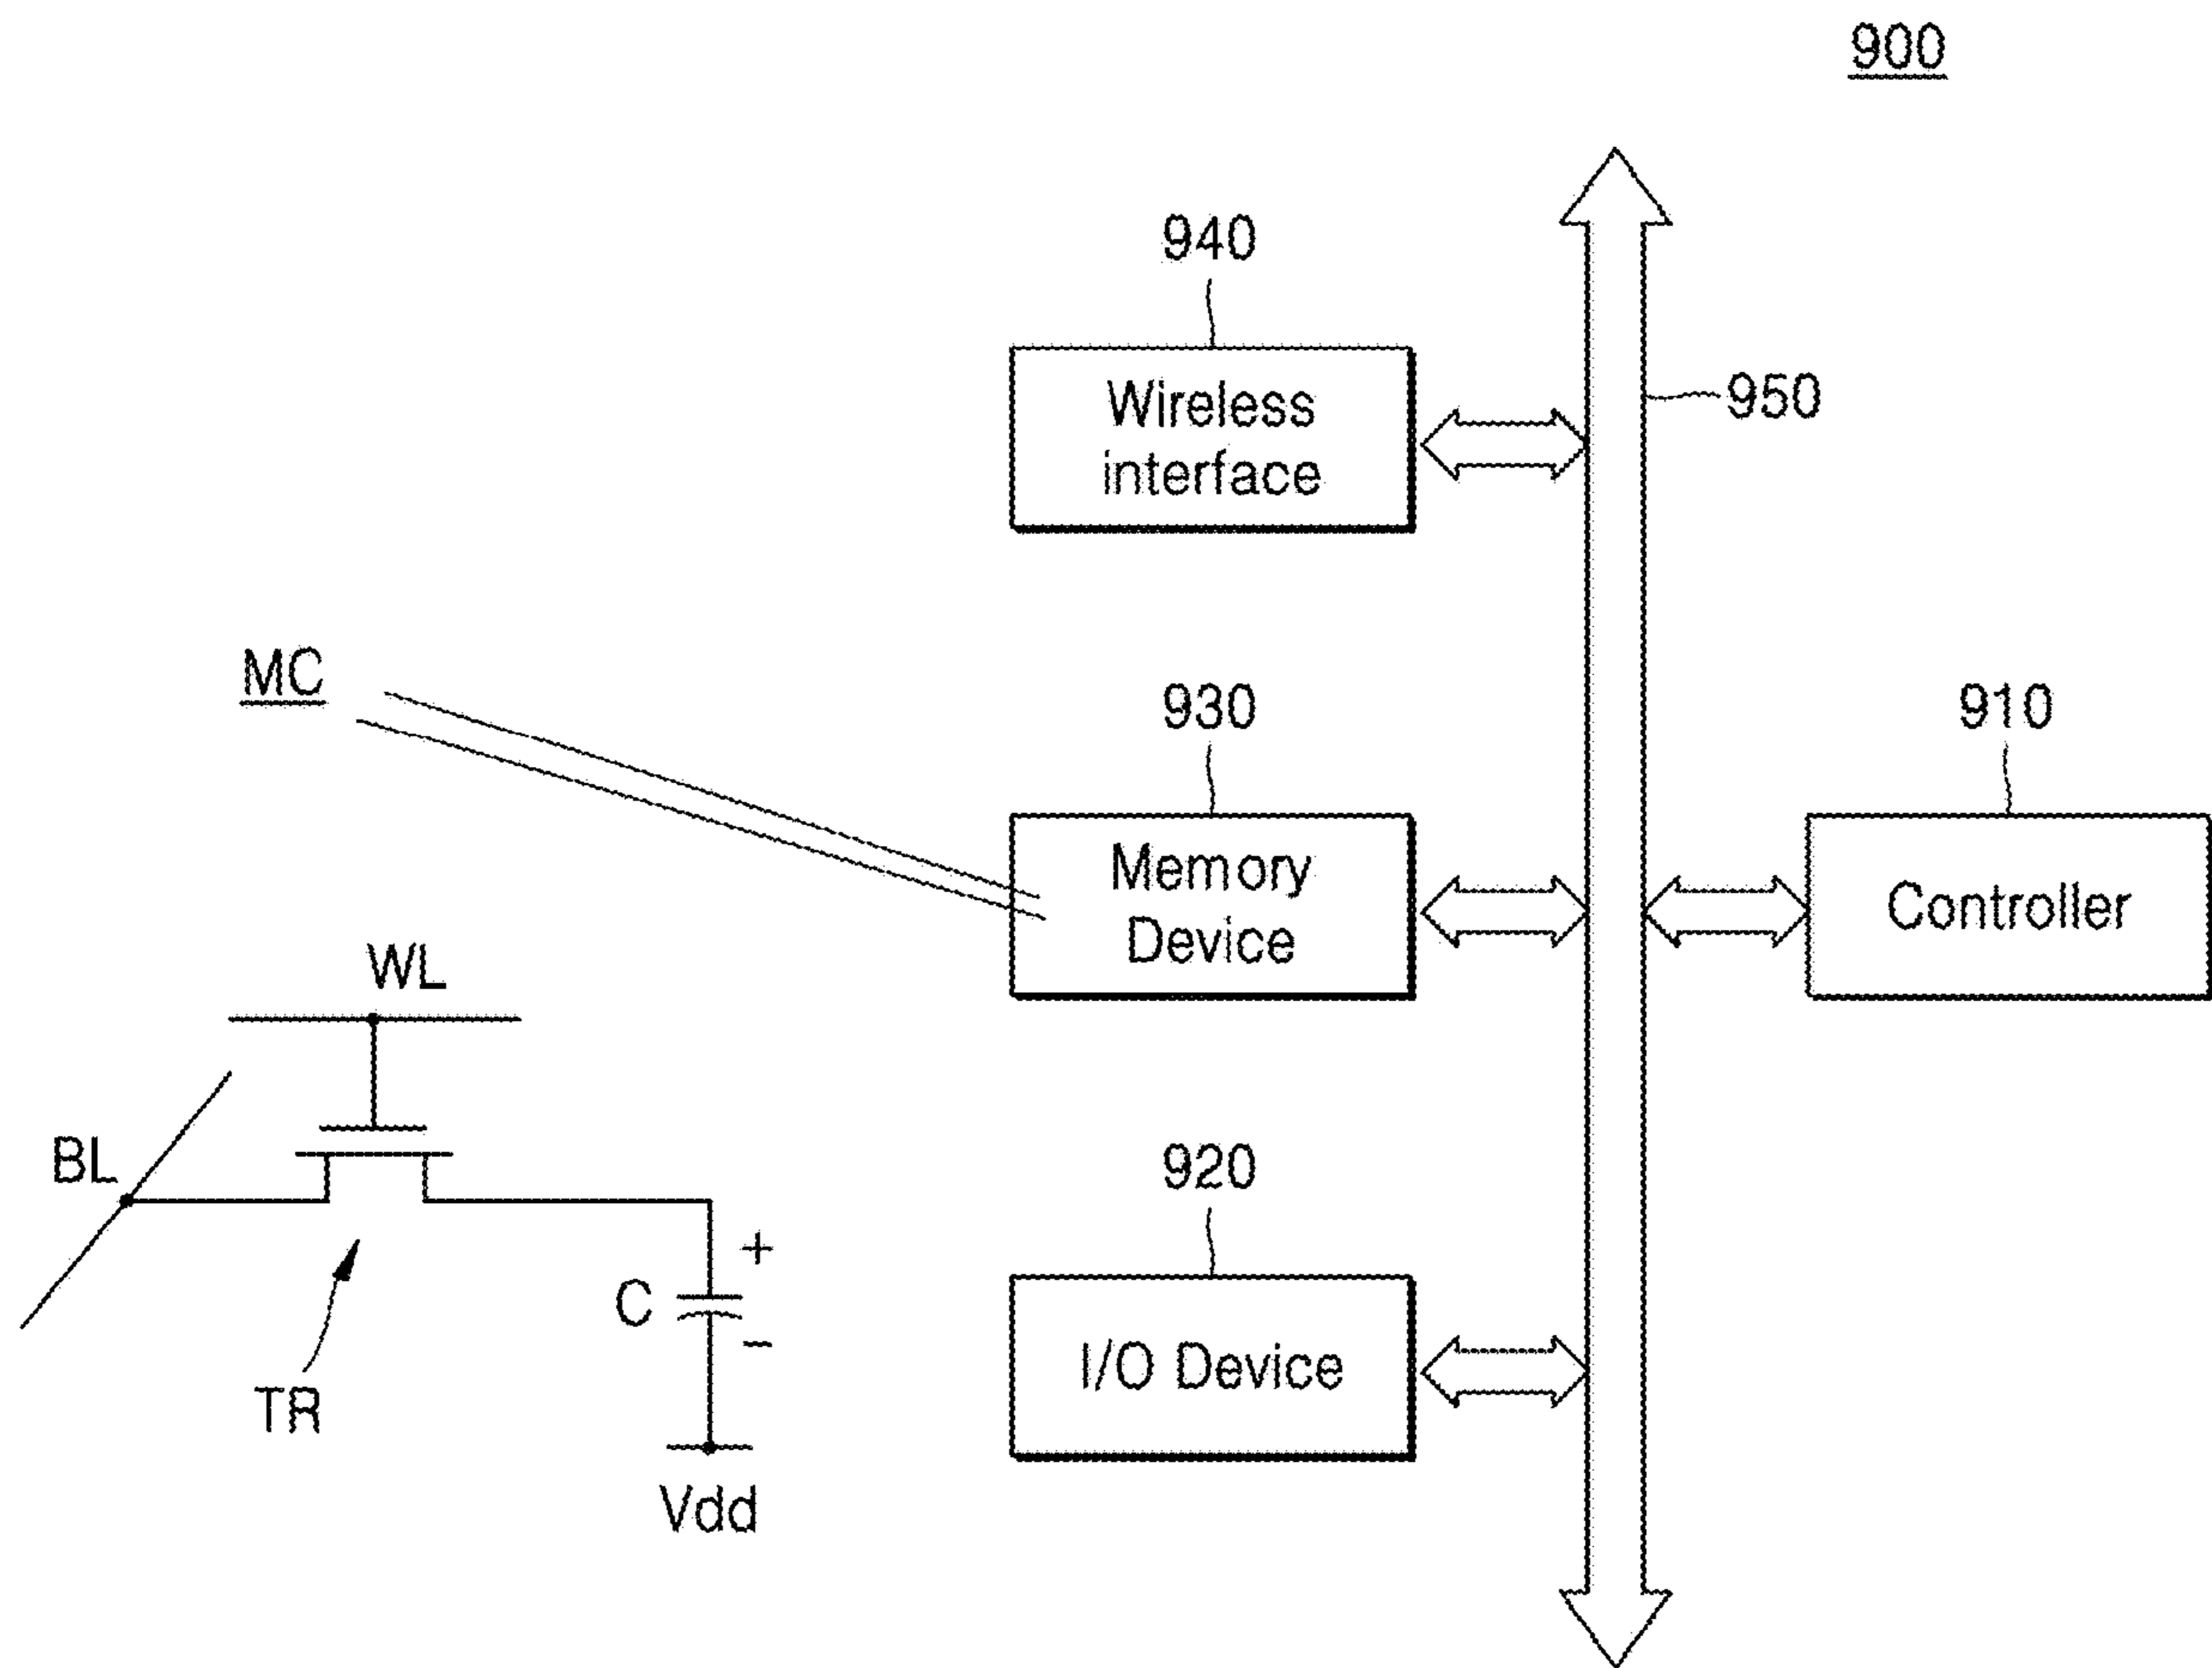 900
940
Wireless
interface
950
MC
930
910
Memory
Device
Controller
WL
BL
920
+
C
−
I/O Device
TR
Vdd